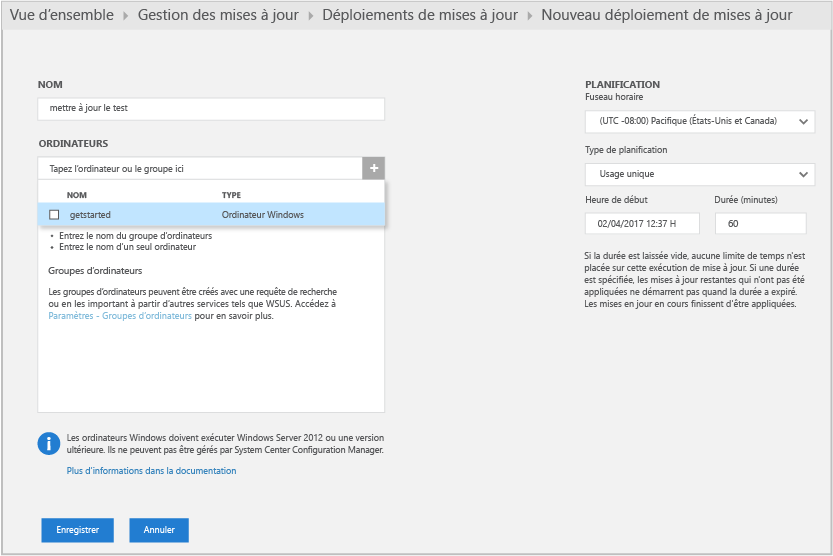 Vue d'ensemble > Gestion des mises à jour > Déploiements de mises à jour > Nouveau déploiement de mises à jour
NOM
mettre à jour le test
ORDINATEURS
Tapez l'ordinateur ou le groupe ici
+
NOM TYPE
getstarted Ordinateur Windows
• Entrez le nom du groupe d'ordinateurs
• Entrez le nom d'un seul ordinateur
Groupes d'ordinateurs
Les groupes d'ordinateurs peuvent être créés avec une requête de recherche
ou en les important à partir d'autres services tels que WSUS. Accédez à
Paramètres - Groupes d'ordinateurs pour en savoir plus.
Les ordinateurs Windows doivent exécuter Windows Server 2012 ou une version
ultérieure. Ils ne peuvent pas être gérés par System Center Configuration Manager.
Plus d'informations dans la documentation
Enregistrer
Annuler
PLANIFICATION
Fuseau horaire
(UTC -08:00) Pacifique (États-Unis et Canada)
Type de planification
Usage unique
Heure de début Durée (minutes)
02/04/2017 12:37 H 60
Si la durée est laissée vide, aucune limite de temps n'est
placée sur cette exécution de mise à jour. Si une durée
est spécifiée, les mises à jour restantes qui n'ont pas été
appliquées ne démarrent pas quand la durée a expiré.
Les mises en jour en cours finissent d'être appliquées.